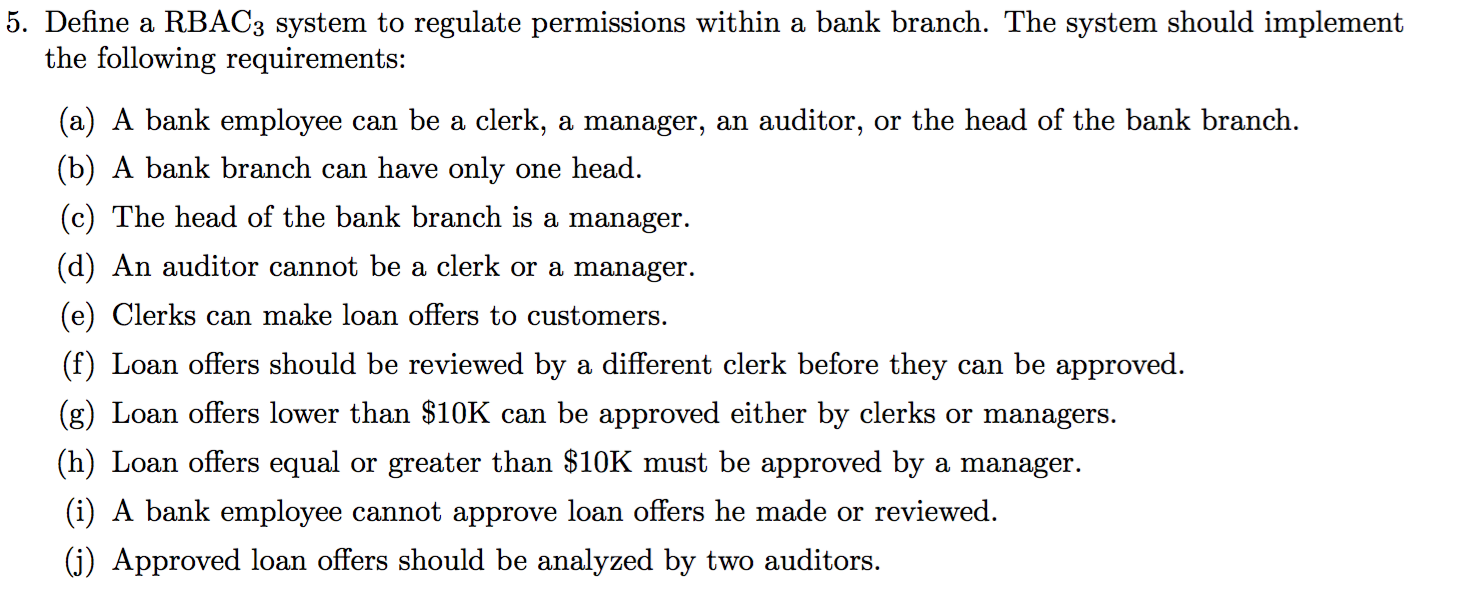 5. Define a RBAC3 system to regulate permissions within a bank branch. The system should implement
the following requirements:
(a) A bank employee can be a clerk, a manager, an auditor, or the head of the bank branch.
(b) A bank branch can have only one head.
(c) The head of the bank branch is a manager.
(d) An auditor cannot be a clerk or a manager.
(e) Clerks can make loan offers to customers.
(f) Loan offers should be reviewed by a different clerk before they can be approved.
(g) Loan offers lower than $10K can be approved either by clerks or managers.
(h) Loan offers equal or greater than $10K must be approved by a manager.
(i) A bank employee cannot approve loan offers he made or reviewed.
(j) Approved loan offers should be analyzed by two auditors.